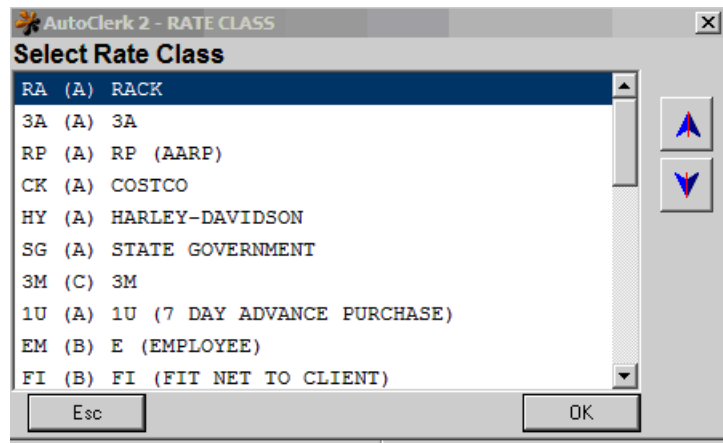 AutoClerk 2 - RATE CLASS
Select Rate Class
RA (A) RACK
3A (A) 3A
RP (A) RP (AARP)
CK (A) COSTCO
HY (A) HARLEY-DAVIDSON
SG (A) STATE GOVERNMENT
3M (C) 3M
1U (A) 1U (7 DAY ADVANCE PURCHASE)
EM (B) E (EMPLOYEE)
FI (B) FI (FIT NET TO CLIENT)
Esc OK